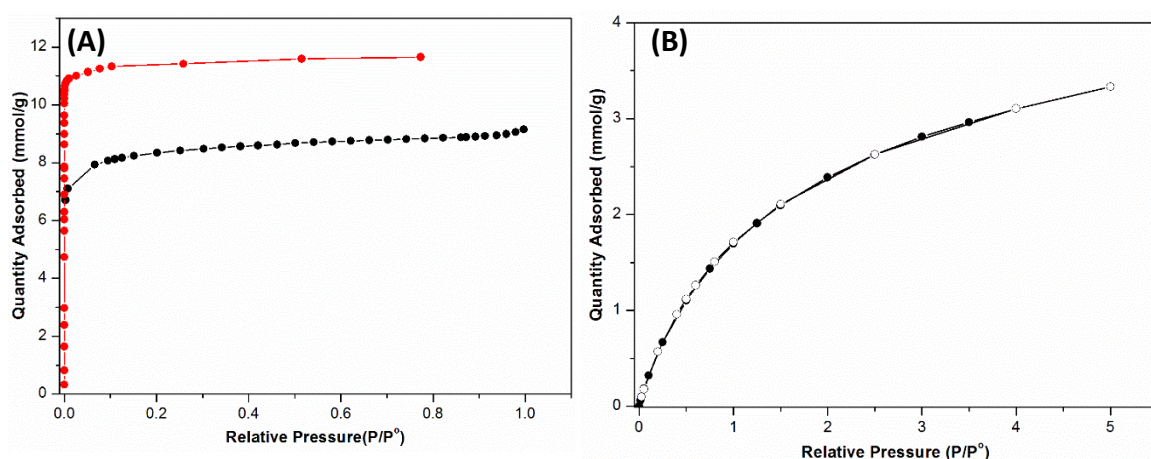 (A)
Quantity Adsorbed (mmol/g)
12
10
8
6
4
2
0
0.0 0.2 0.4 0.6 0.8 1.0
Relative Pressure(P/P°)
(B)
Quantity Adsorbed (mmol/g)
4
3
2
1
0
0 1 2 3 4 5
Relative Pressure (P/P°)